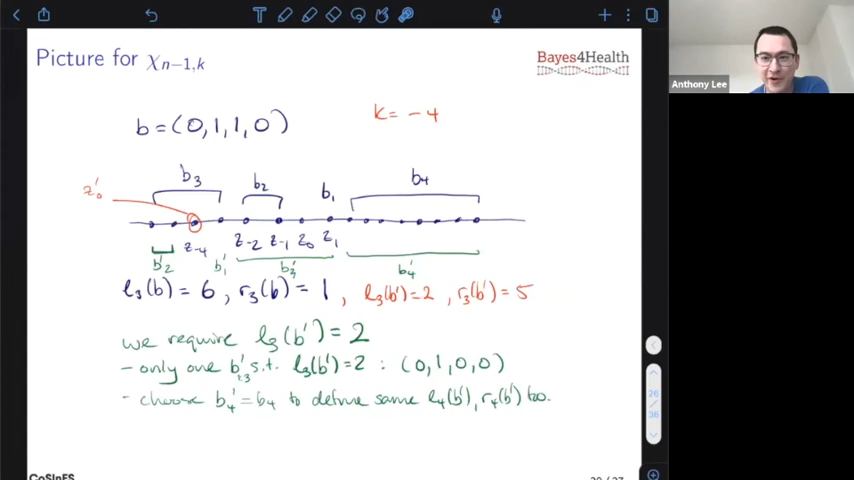 Picture for χn−1,k
Bayes4Health
Anthony Lee
b = (0,1,1,0)
k = −4
z'0
b3
b2
b1
b4
z-4
z-2
z-1
z0
z1
b'2
b'1
b'3
b'4
l3(b) = 6, r3(b) = 1, l3(b') = 2, r3(b') = 5
we require l3(b') = 2
- only one b'≤3 s.t. l3(b') = 2 : (0,1,0,0)
- choose b'4 = b4 to define same l4(b'), r4(b') too.
CoSInES
26
/
36